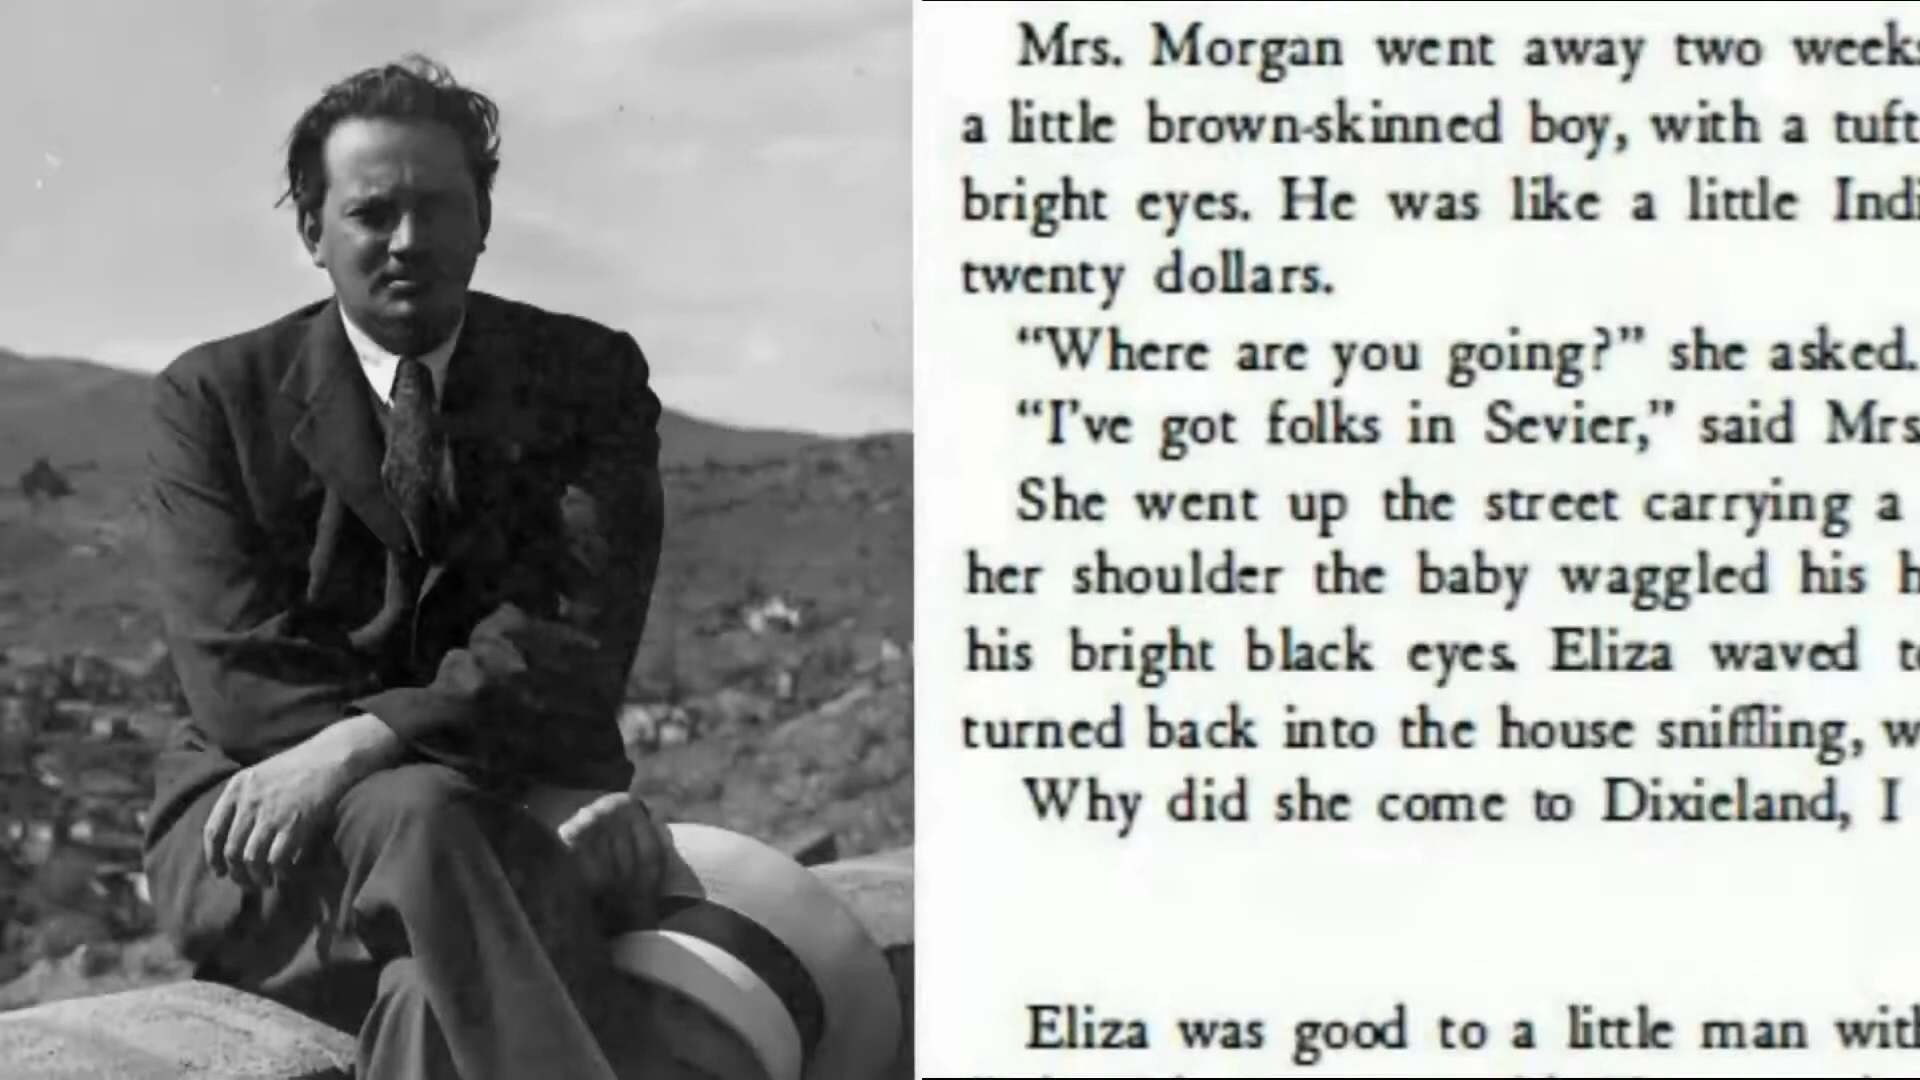 Mrs. Morgan went away two weeks
a little brown-skinned boy, with a tuft
bright eyes. He was like a little Indi
twenty dollars.
“Where are you going?” she asked.
“I’ve got folks in Sevier,” said Mrs
She went up the street carrying a
her shoulder the baby waggled his h
his bright black eyes. Eliza waved to
turned back into the house sniffling, w
Why did she come to Dixieland, I
Eliza was good to a little man with